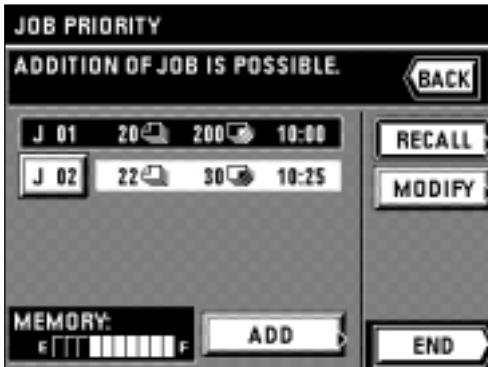 JOB PRIORITY
ADDITION OF JOB IS POSSIBLE.
BACK
J 01 20 200 10:00
RECALL
J 02 22 30 10:25
MODIFY
MEMORY:
E F
ADD
END